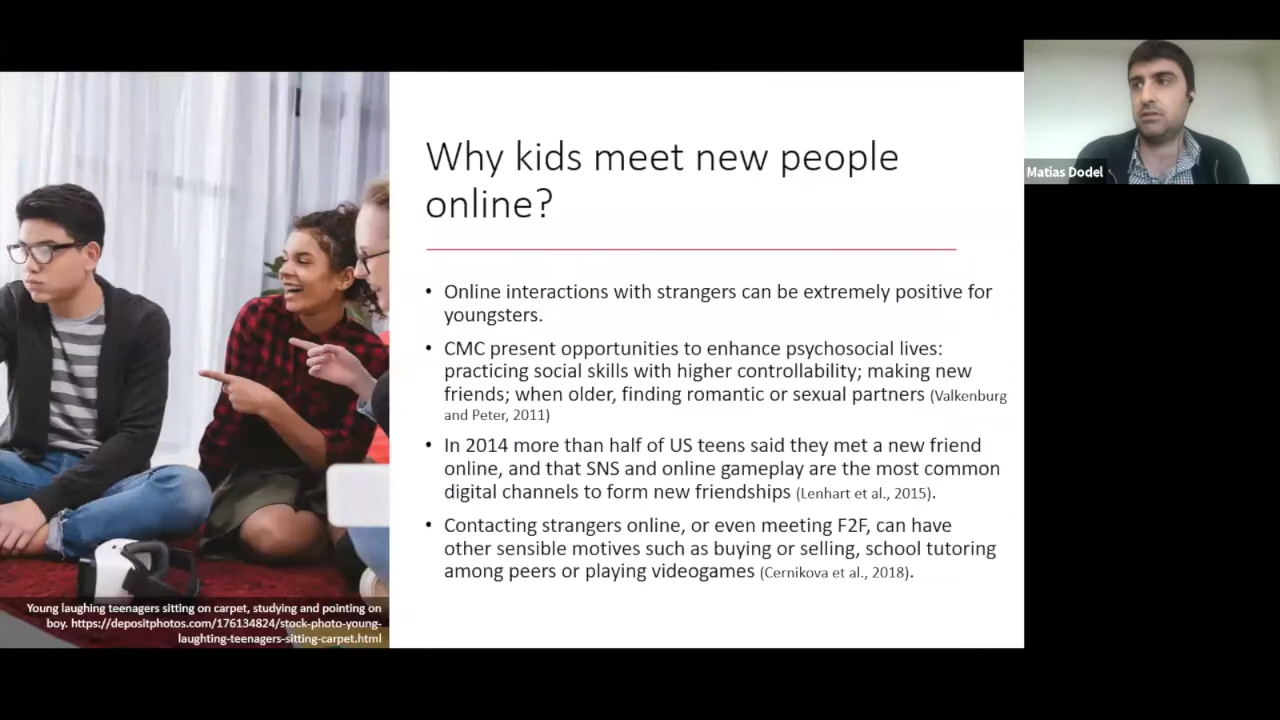 Why kids meet new people
online?
• Online interactions with strangers can be extremely positive for
youngsters.
• CMC present opportunities to enhance psychosocial lives:
practicing social skills with higher controllability; making new
friends; when older, finding romantic or sexual partners (Valkenburg
and Peter, 2011)
• In 2014 more than half of US teens said they met a new friend
online, and that SNS and online gameplay are the most common
digital channels to form new friendships (Lenhart et al., 2015).
• Contacting strangers online, or even meeting F2F, can have
other sensible motives such as buying or selling, school tutoring
among peers or playing videogames (Cernikova et al., 2018).
Young laughing teenagers sitting on carpet, studying and pointing on
boy. https://depositphotos.com/176134824/stock-photo-young-
laughting-teenagers-sitting-carpet.html
Matias Dodel